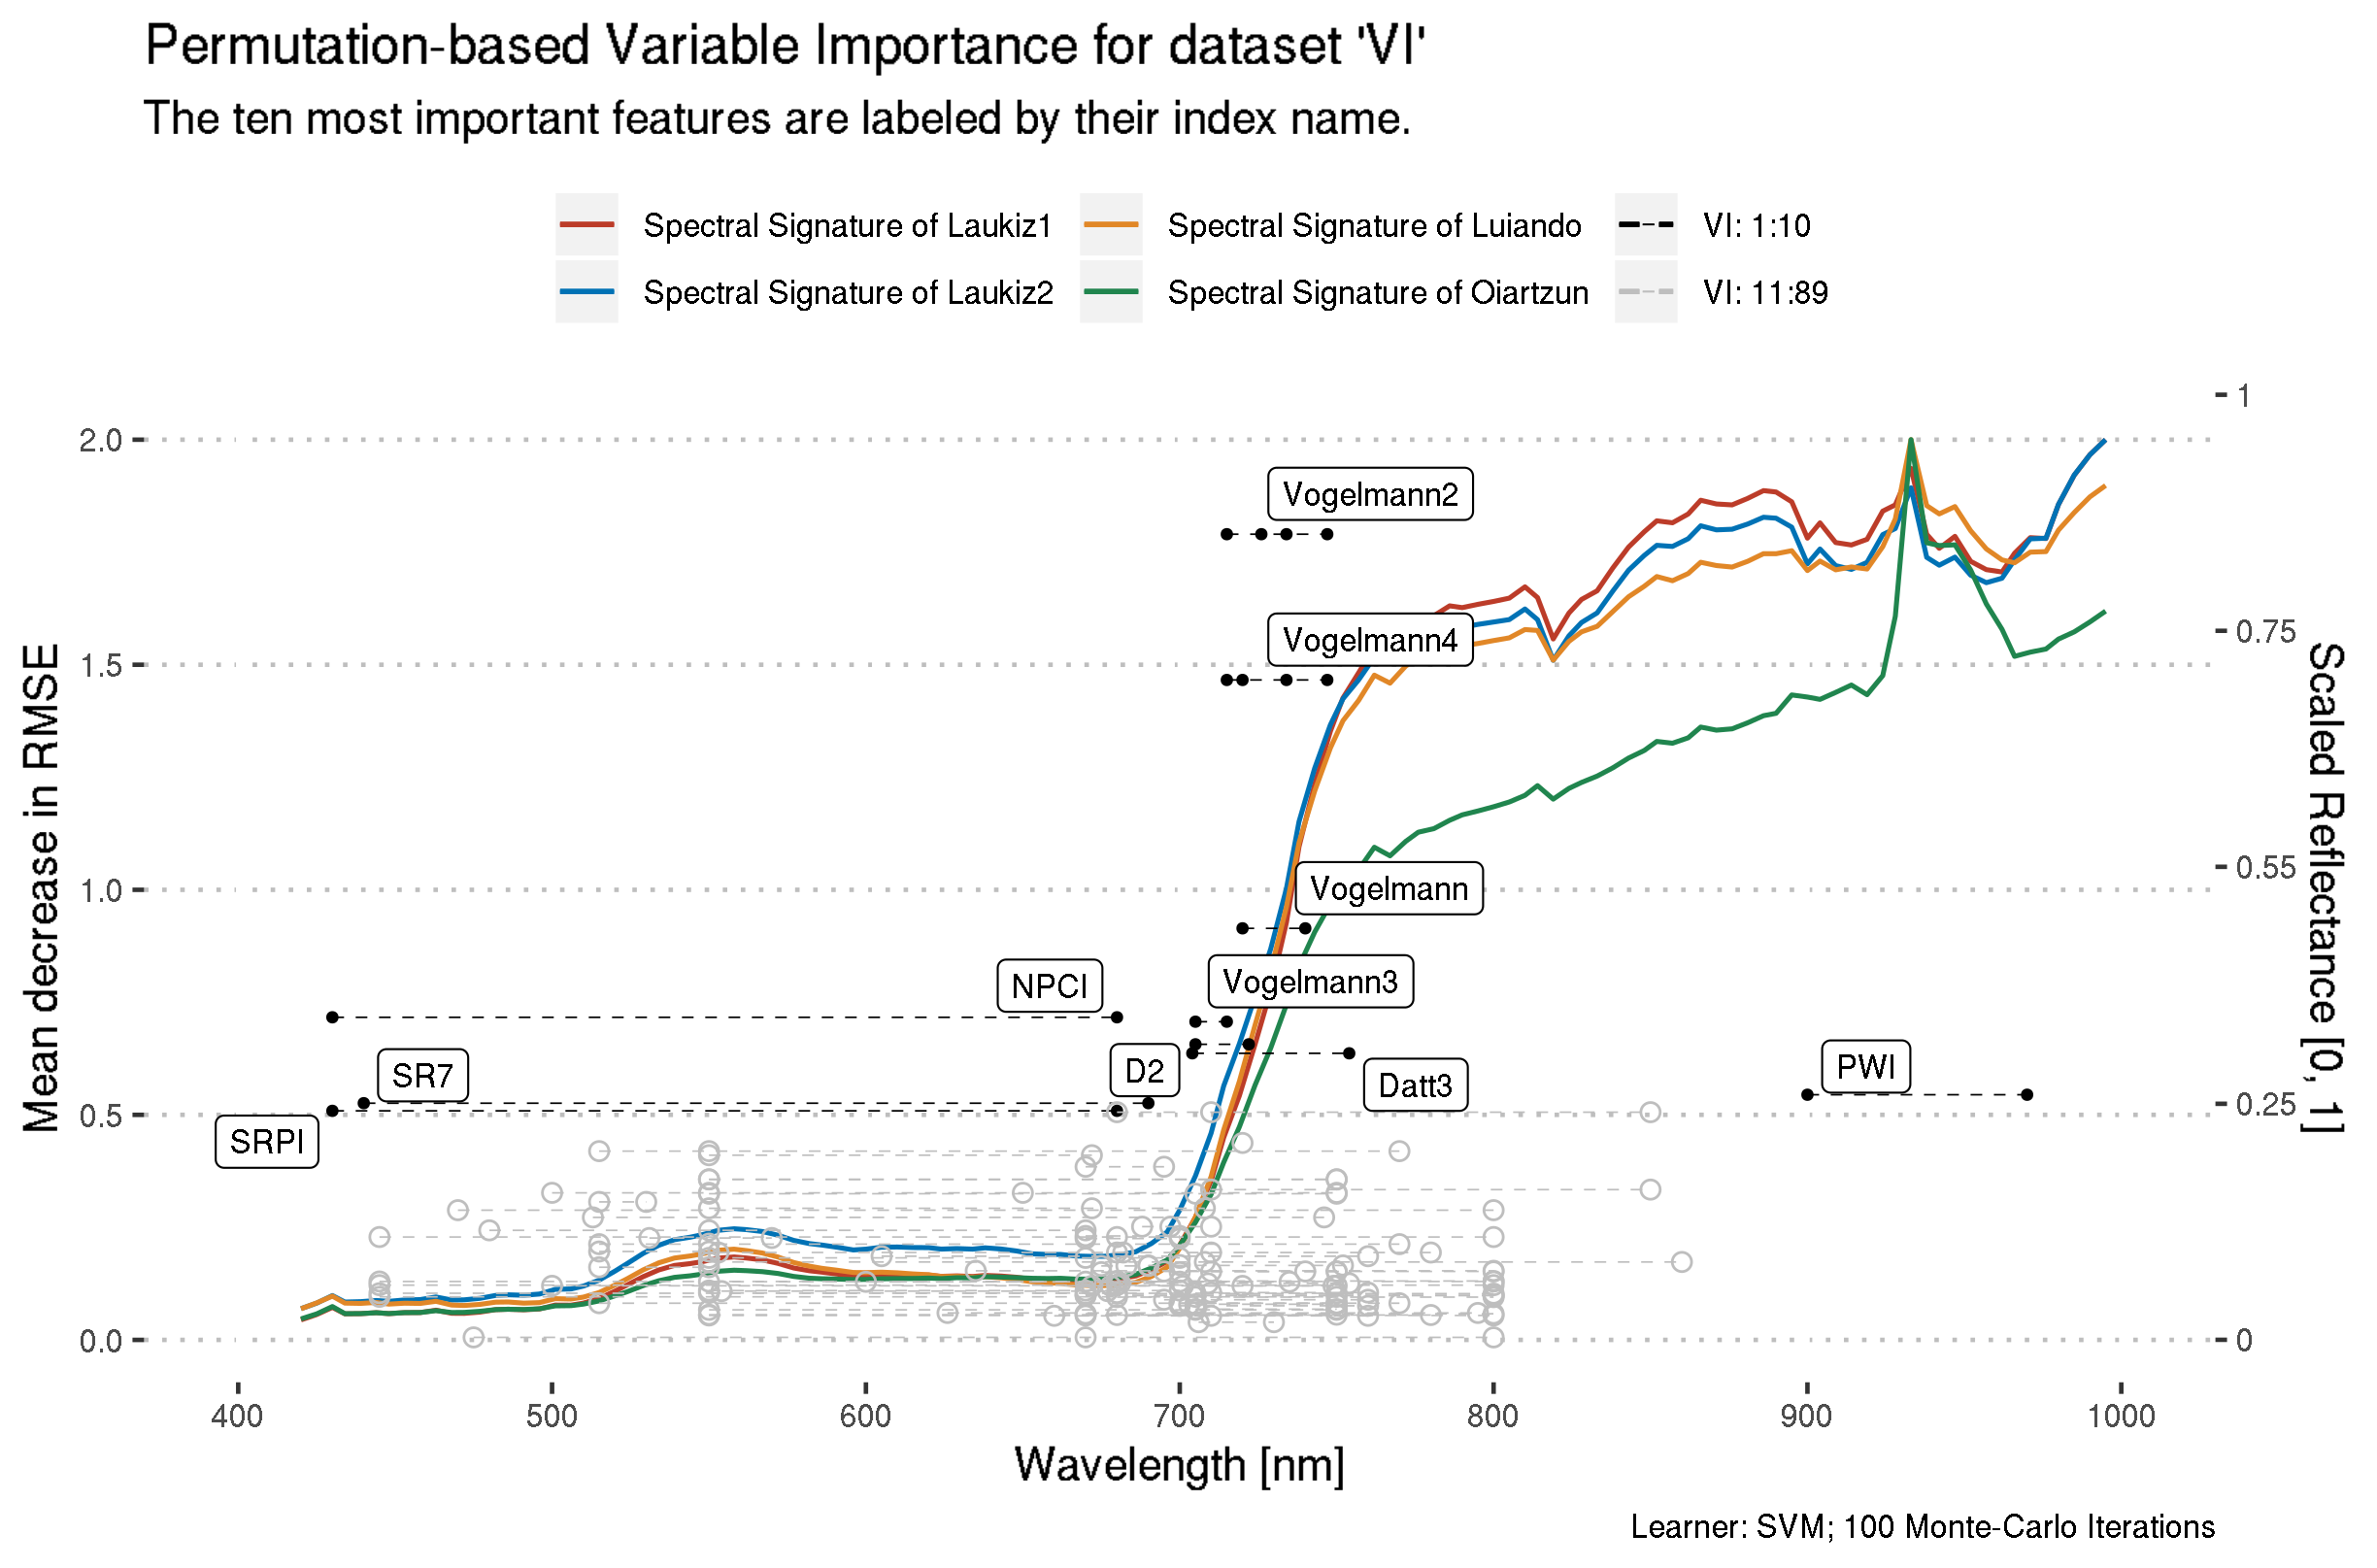 Permutation-based Variable Importance for dataset 'VI'
The ten most important features are labeled by their index name.
Spectral Signature of Laukiz1
Spectral Signature of Luiando
VI: 1:10
Spectral Signature of Laukiz2
Spectral Signature of Oiartzun
VI: 11:89
1
2.0
Vogelmann2
Vogelmann4
0.75
1.5
Mean decrease in RMSE
Scaled Reflectance [0, 1]
0.55
1.0
Vogelmann
Vogelmann3
NPCI
SR7
D2
Datt3
PWI
0.5
0.25
SRPI
0.0
0
400
500
600
700
800
900
1000
Wavelength [nm]
Learner: SVM; 100 Monte-Carlo Iterations